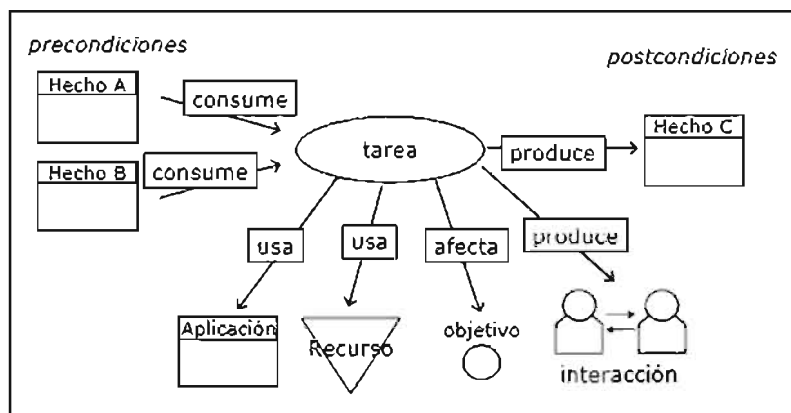 precondiciones
postcondiciones
Hecho A
consume
Hecho B
consume
tarea
produce
Hecho C
usa
usa
afecta
produce
Aplicación
Recurso
objetivo
interacción